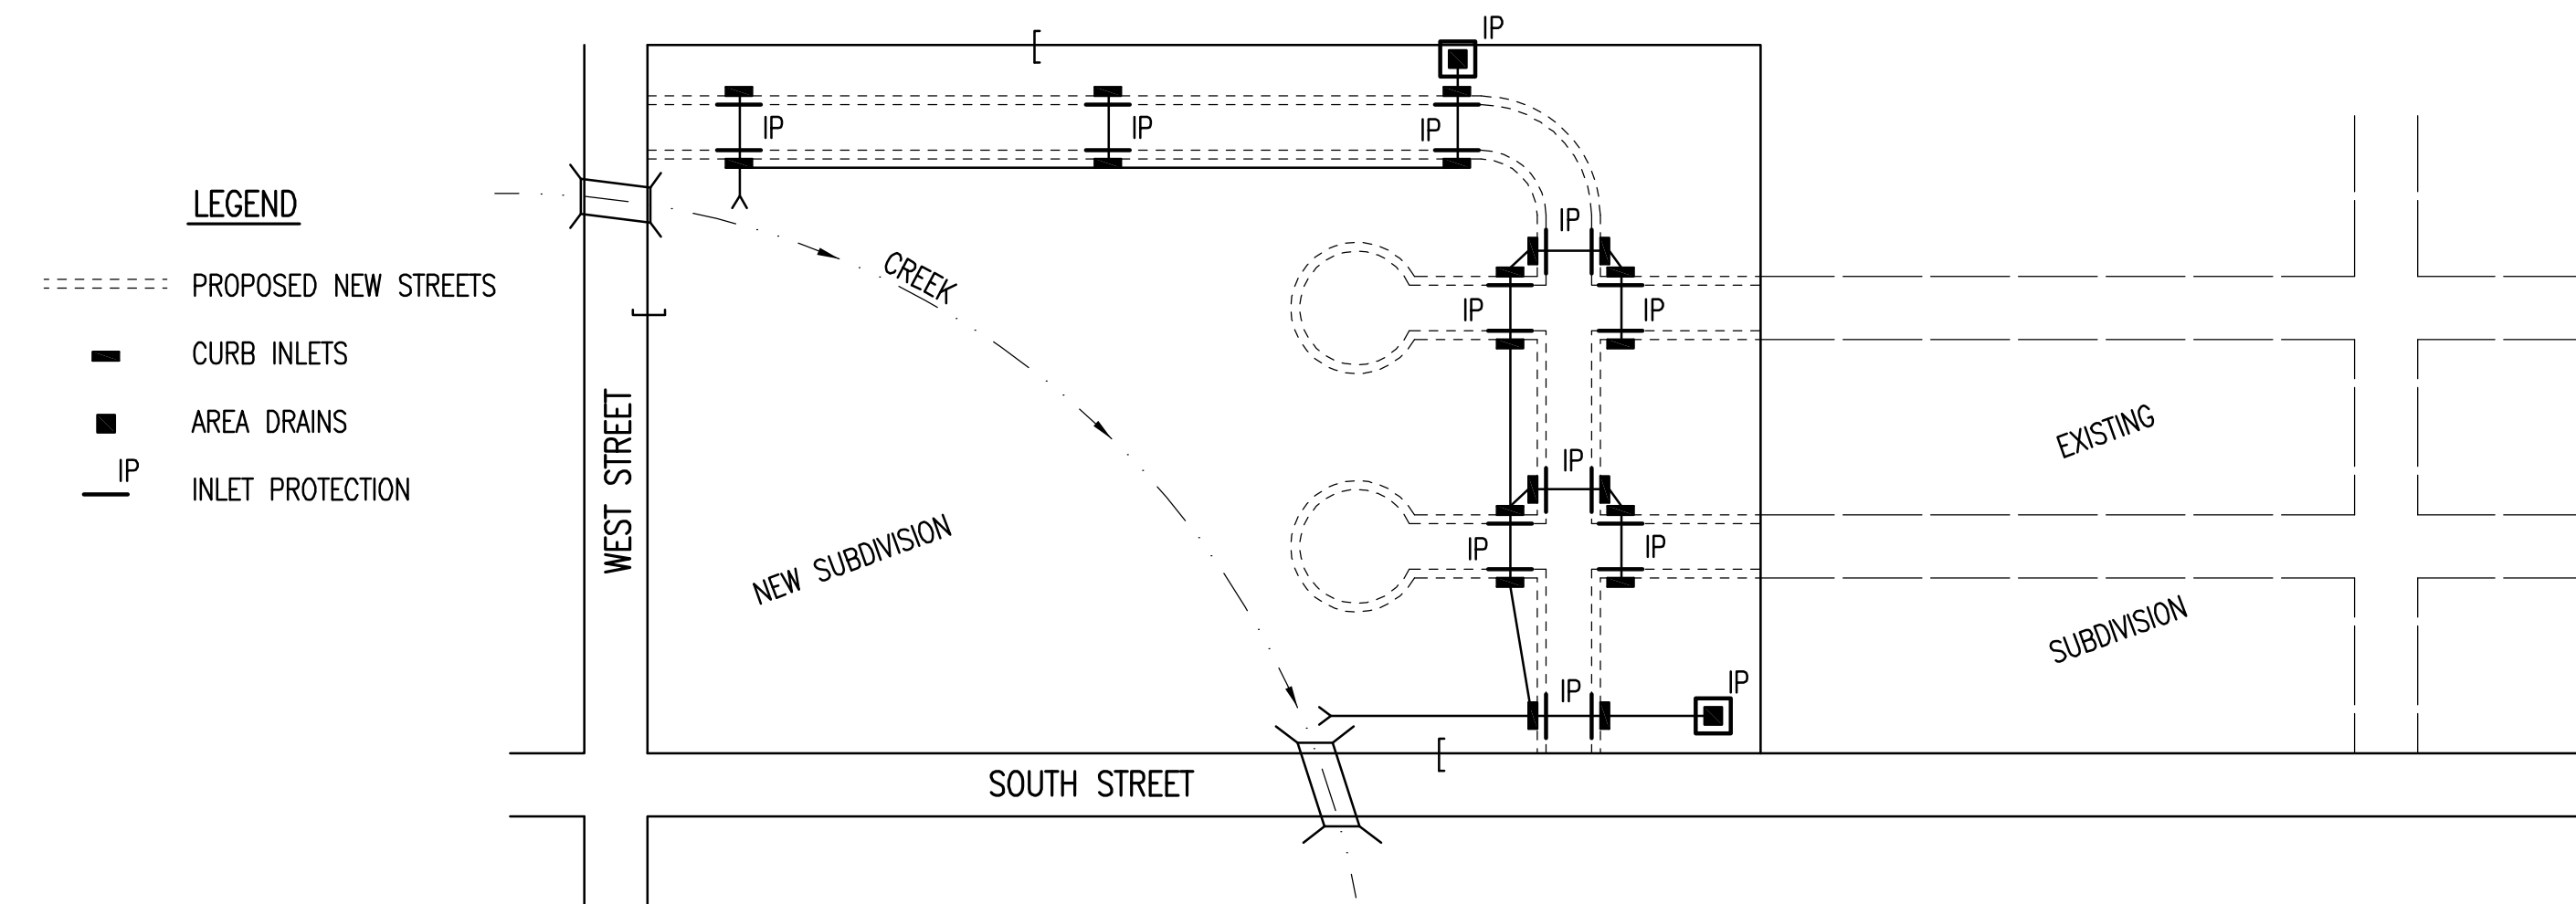 LEGEND
PROPOSED NEW STREETS
CURB INLETS
AREA DRAINS
IP
INLET PROTECTION
IP
IP
IP
IP
IP
IP
IP
CREEK
WEST STREET
NEW SUBDIVISION
IP
IP
IP
IP
IP
EXISTING
SUBDIVISION
SOUTH STREET